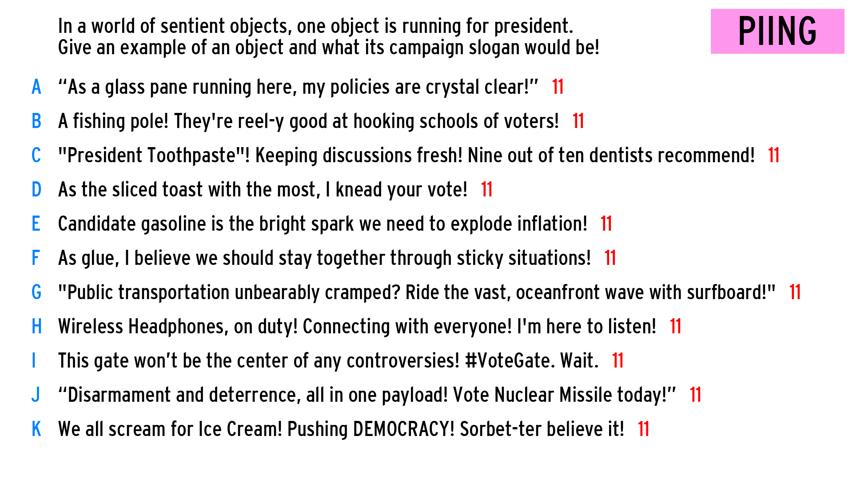 In a world of sentient objects, one object is running for president.
Give an example of an object and what its campaign slogan would be!
PIING
A “As a glass pane running here, my policies are crystal clear!” 11
B A fishing pole! They're reel-y good at hooking schools of voters! 11
C "President Toothpaste"! Keeping discussions fresh! Nine out of ten dentists recommend! 11
D As the sliced toast with the most, I knead your vote! 11
E Candidate gasoline is the bright spark we need to explode inflation! 11
F As glue, I believe we should stay together through sticky situations! 11
G "Public transportation unbearably cramped? Ride the vast, oceanfront wave with surfboard!" 11
H Wireless Headphones, on duty! Connecting with everyone! I'm here to listen! 11
I This gate won’t be the center of any controversies! #VoteGate. Wait. 11
J “Disarmament and deterrence, all in one payload! Vote Nuclear Missile today!” 11
K We all scream for Ice Cream! Pushing DEMOCRACY! Sorbet-ter believe it! 11